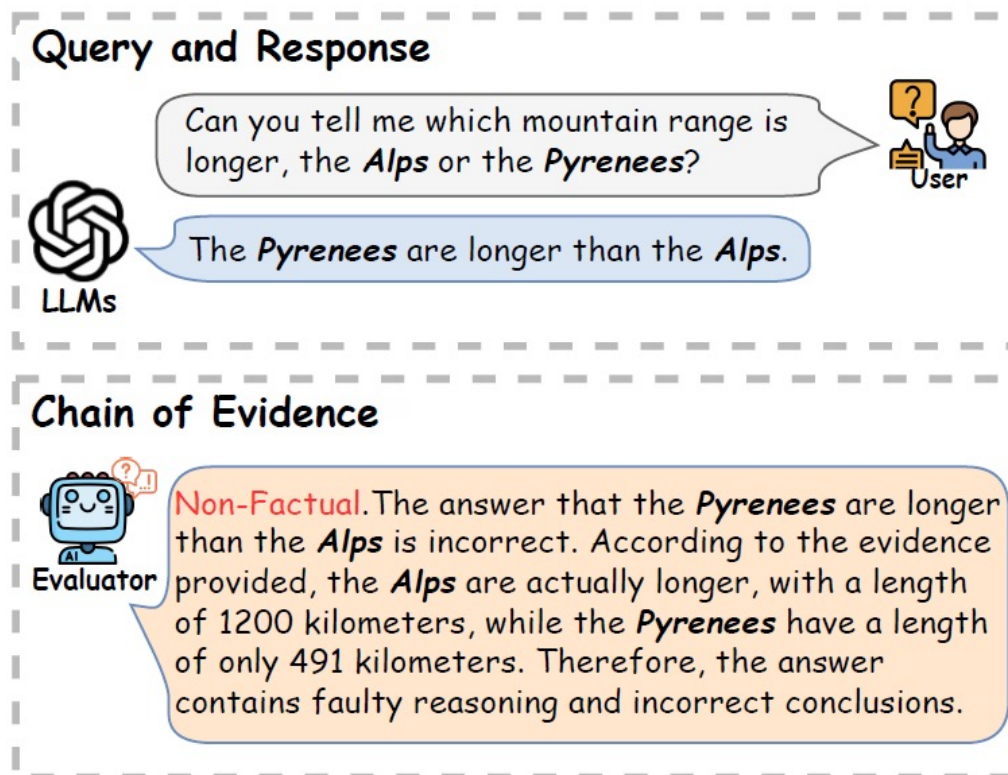 Query and Response
Can you tell me which mountain range is
longer, the Alps or the Pyrenees?
?
User
The Pyrenees are longer than the Alps.
LLMs
Chain of Evidence
?
...!
AI
Evaluator
Non-Factual.The answer that the Pyrenees are longer
than the Alps is incorrect. According to the evidence
provided, the Alps are actually longer, with a length
of 1200 kilometers, while the Pyrenees have a length
of only 491 kilometers. Therefore, the answer
contains faulty reasoning and incorrect conclusions.